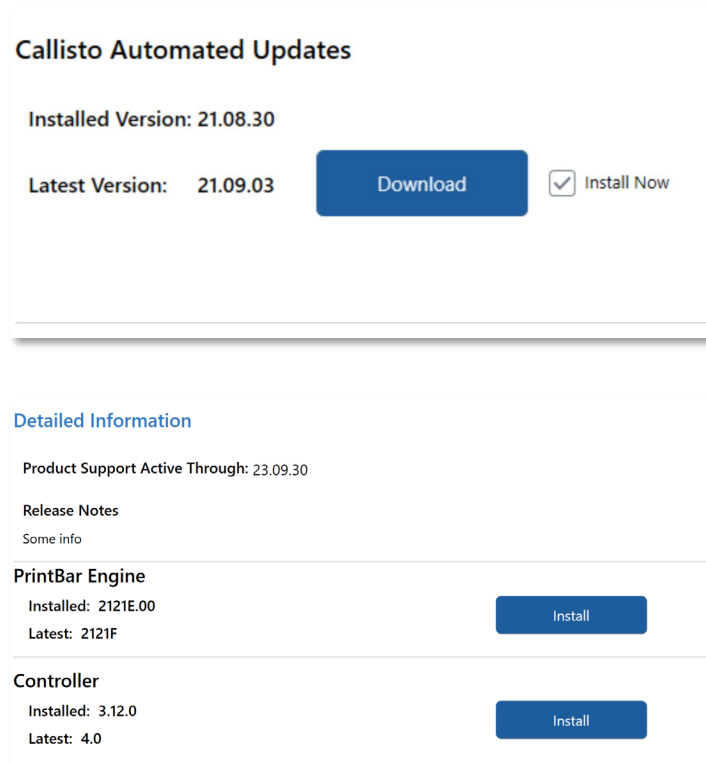 Callisto Automated Updates
Installed Version: 21.08.30
Latest Version: 21.09.03 Download Install Now
Detailed Information
Product Support Active Through: 23.09.30
Release Notes
Some info
PrintBar Engine
Installed: 2121E.00
Install
Latest: 2121F
Controller
Installed: 3.12.0
Install
Latest: 4.0